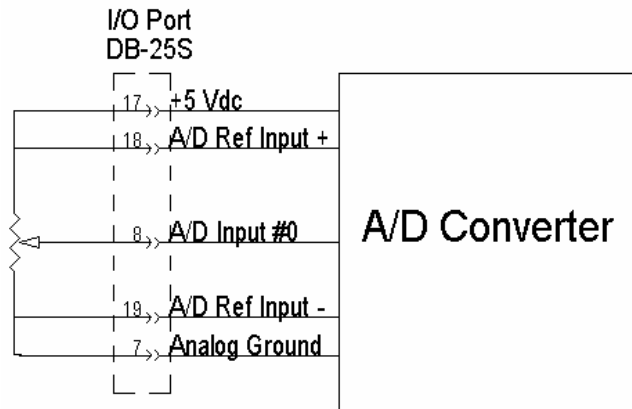 I/O Port
DB-25S
17 +5 Vdc
18 A/D Ref Input +
8 A/D Input #0
A/D Converter
19 A/D Ref Input -
7 Analog Ground